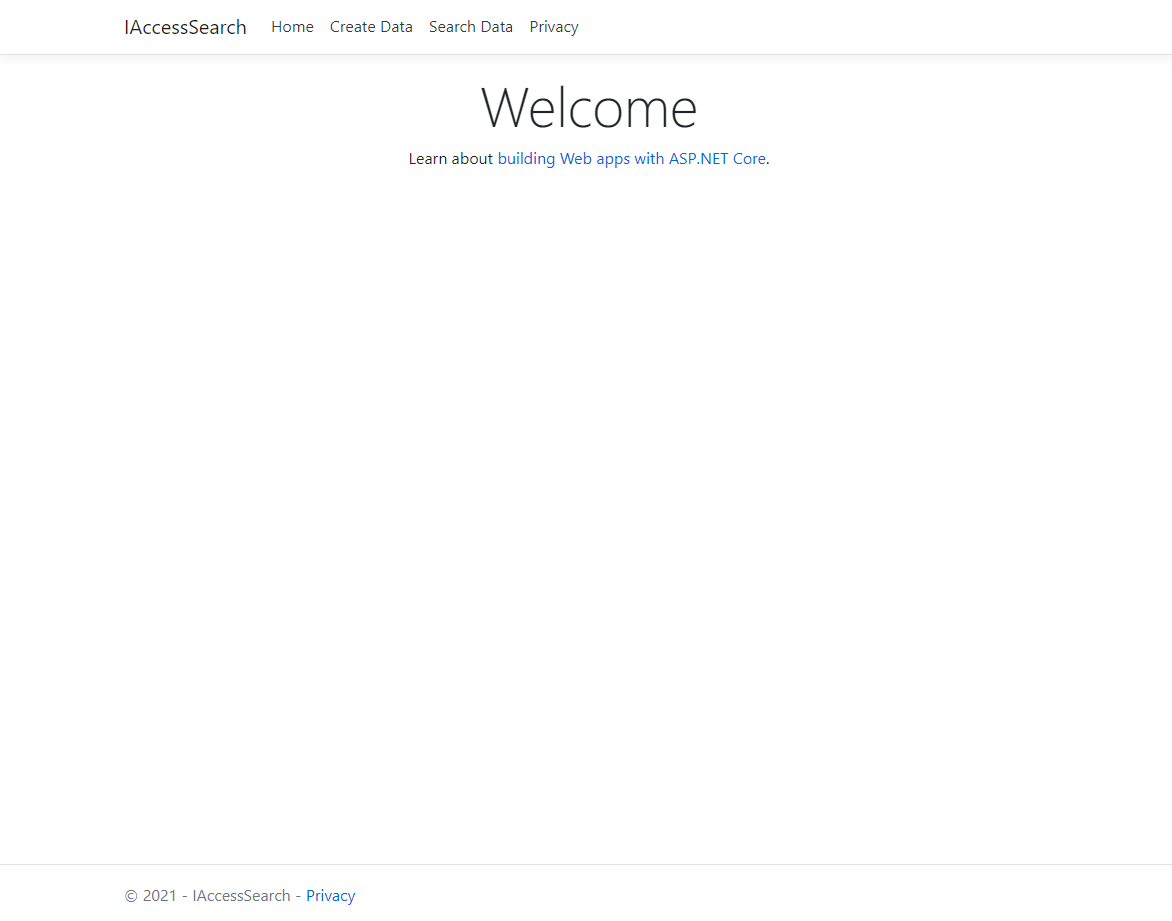 IAccessSearch Home Create Data Search Data Privacy
Welcome
Learn about building Web apps with ASP.NET Core.
© 2021 - IAccessSearch - Privacy